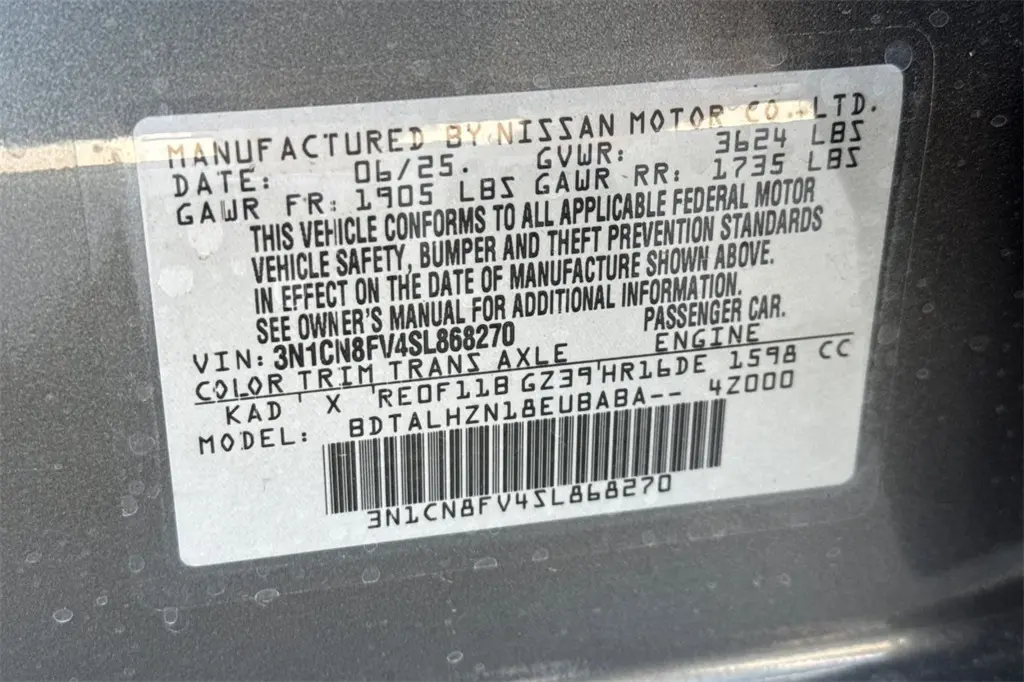 MANUFACTURED BY NISSAN MOTOR CO.,LTD.
DATE: 06/25. GVWR: 3624 LBS
GAWR FR: 1905 LBS GAWR RR: 1735 LBS
THIS VEHICLE CONFORMS TO ALL APPLICABLE FEDERAL MOTOR
VEHICLE SAFETY, BUMPER AND THEFT PREVENTION STANDARDS
IN EFFECT ON THE DATE OF MANUFACTURE SHOWN ABOVE.
SEE OWNER'S MANUAL FOR ADDITIONAL INFORMATION.
VIN: 3N1CN8FV4SL868270 PASSENGER CAR.
COLOR TRIM TRANS AXLE ENGINE
KAD ' X 'RE0F11B GZ39'HR16DE 1598 CC
MODEL: BDTALHZN18EUBABA-- 4Z000
3N1CN8FV4SL868270